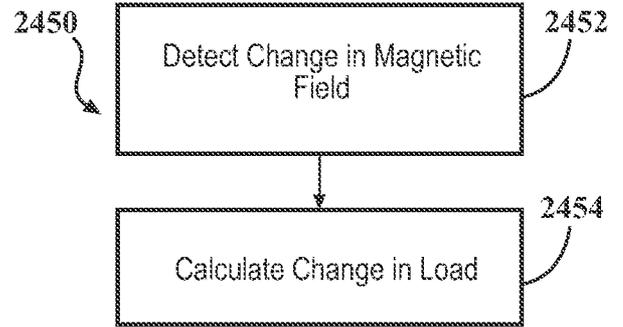 2450
2452
Detect Change in Magnetic
Field
2454
Calculate Change in Load